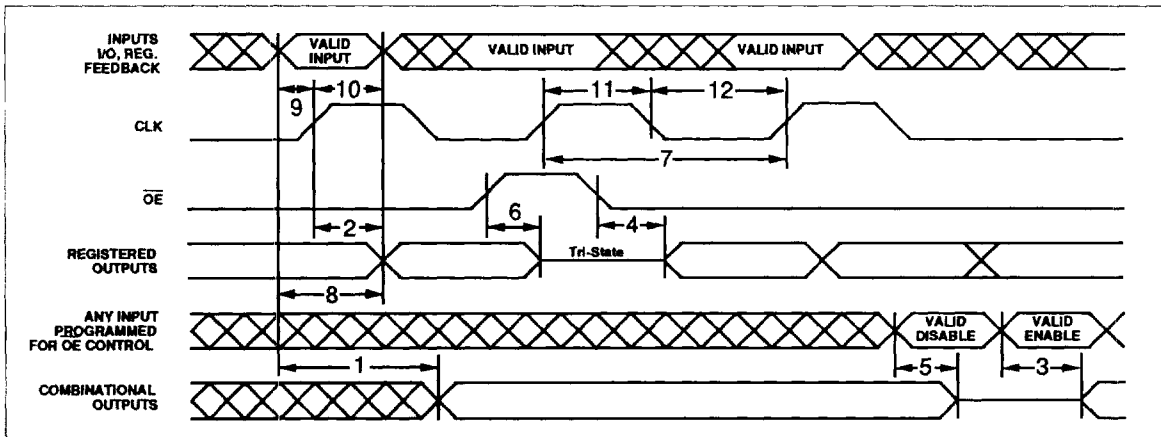 INPUTS
I/O, REG.
FEEDBACK
VALID
INPUT
VALID INPUT
VALID INPUT
9
10
11
12
CLK
7
OE
6
4
2
REGISTERED
OUTPUTS
Tri-State
8
ANY INPUT
PROGRAMMED
FOR OE CONTROL
VALID
DISABLE
VALID
ENABLE
1
5
3
COMBINATIONAL
OUTPUTS